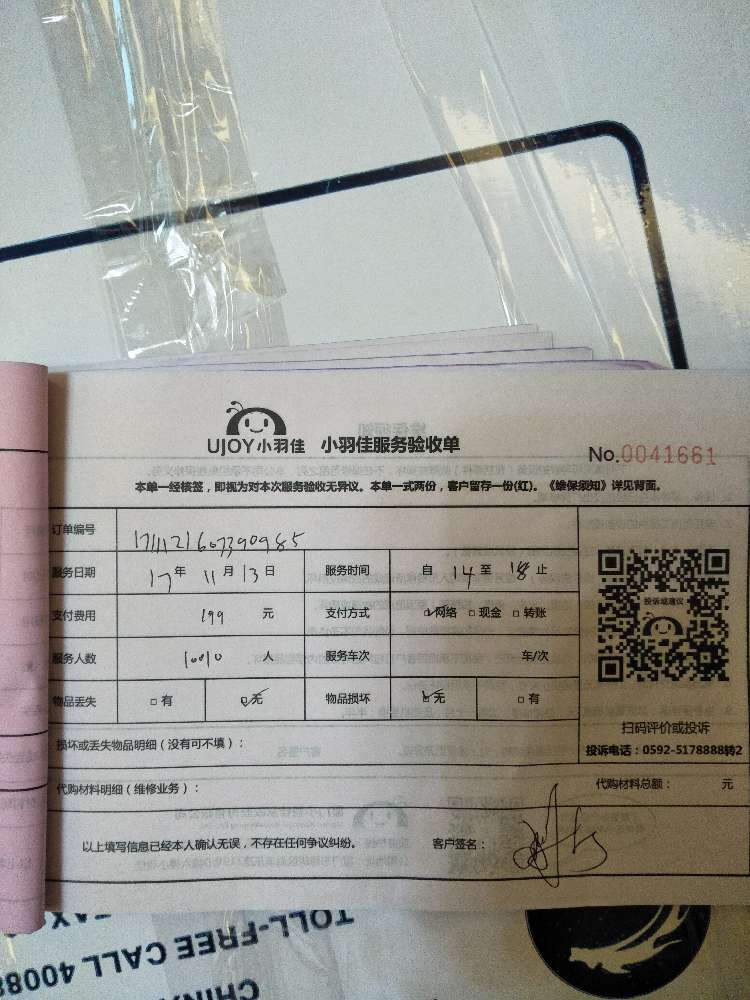 UJOY小羽佳 小羽佳服务验收单
No.0041661
本单一经核签，即视为对本次服务验收无异议。本单一式两份，客户留存一份(红)。《维保须知》详见背面。
订单编号 1711121607390985
服务日期 17年 11月 13日 服务时间 自 14 至 18 止
支付费用 199 元 支付方式 ☑网络 □现金 □转账
服务人数 10010 人 服务车次 车/次
物品丢失 □有 ☑无 物品损坏 ☑无 □有
投诉或建议
扫码评价或投诉
投诉电话：0592-5178888转2
损坏或丢失物品明细（没有可不填）：
代购材料明细（维修业务）： 代购材料总额： 元
以上填写信息已经本人确认无误，不存在任何争议纠纷。 客户签名：
TOLL-FREE CALL 40088
CHINA